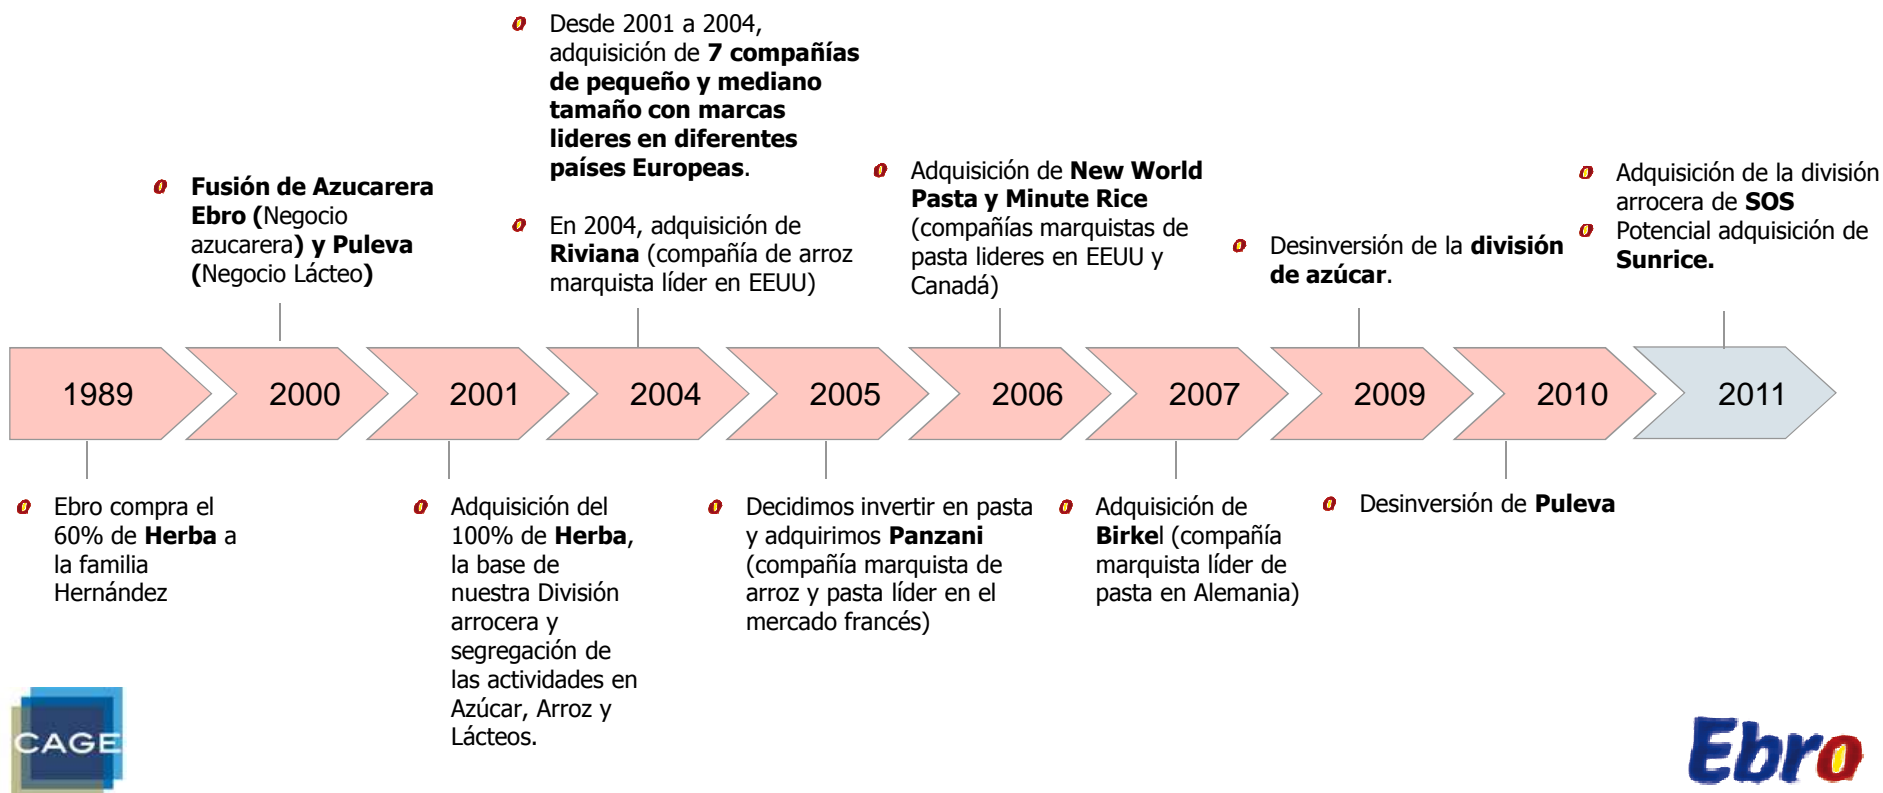 Desde 2001 a 2004,
adquisición de 7 compañías
de pequeño y mediano
tamaño con marcas
lideres en diferentes
países Europeas.
Fusión de Azucarera
Ebro (Negocio
azucarera) y Puleva
(Negocio Lácteo)
En 2004, adquisición de
Riviana (compañía de arroz
marquista líder en EEUU)
Adquisición de New World
Pasta y Minute Rice
(compañías marquistas de
pasta lideres en EEUU y
Canadá)
Desinversión de la división
de azúcar.
Adquisición de la división
arrocera de SOS
Potencial adquisición de
Sunrice.
1989
2000
2001
2004
2005
2006
2007
2009
2010
2011
Ebro compra el
60% de Herba a
la familia
Hernández
Adquisición del
100% de Herba,
la base de
nuestra División
arrocera y
segregación de
las actividades en
Azúcar, Arroz y
Lácteos.
Decidimos invertir en pasta
y adquirimos Panzani
(compañía marquista de
arroz y pasta líder en el
mercado francés)
Adquisición de
Birkel (compañía
marquista líder de
pasta en Alemania)
Desinversión de Puleva
CAGE
Ebro